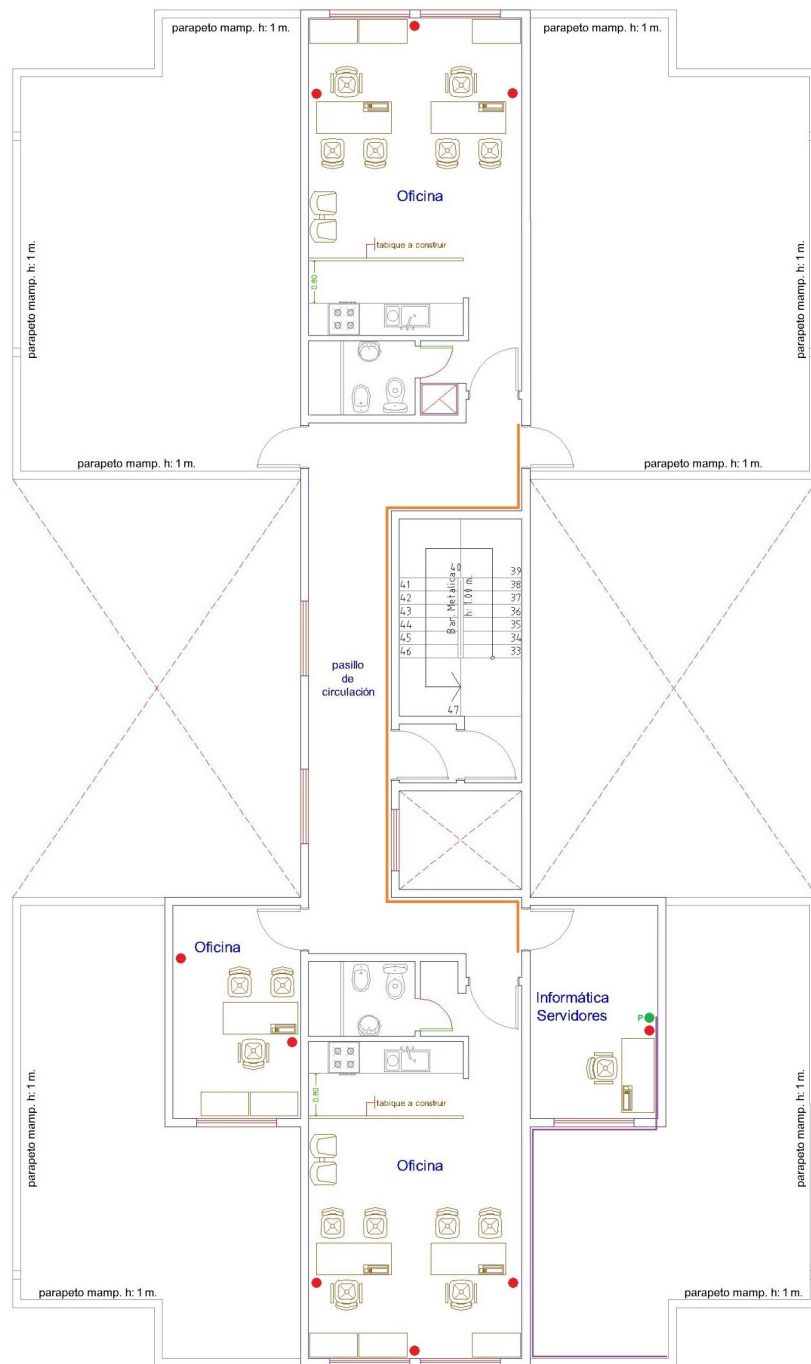 parapeto mamp. h: 1 m.
parapeto mamp. h: 1 m.
Oficina
tabique a construir
0.80
parapeto mamp. h: 1 m.
parapeto mamp. h: 1 m.
parapeto mamp. h: 1 m.
parapeto mamp. h: 1 m.
40
39
41
38
42
37
43
36
44
35
45
34
46
33
47
Bar. Metalica
h: 1.00 m.
pasillo
de
circulación
Oficina
Informática
Servidores
P
0.80
tabique a construir
Oficina
parapeto mamp. h: 1 m.
parapeto mamp. h: 1 m.
parapeto mamp. h: 1 m.
parapeto mamp. h: 1 m.